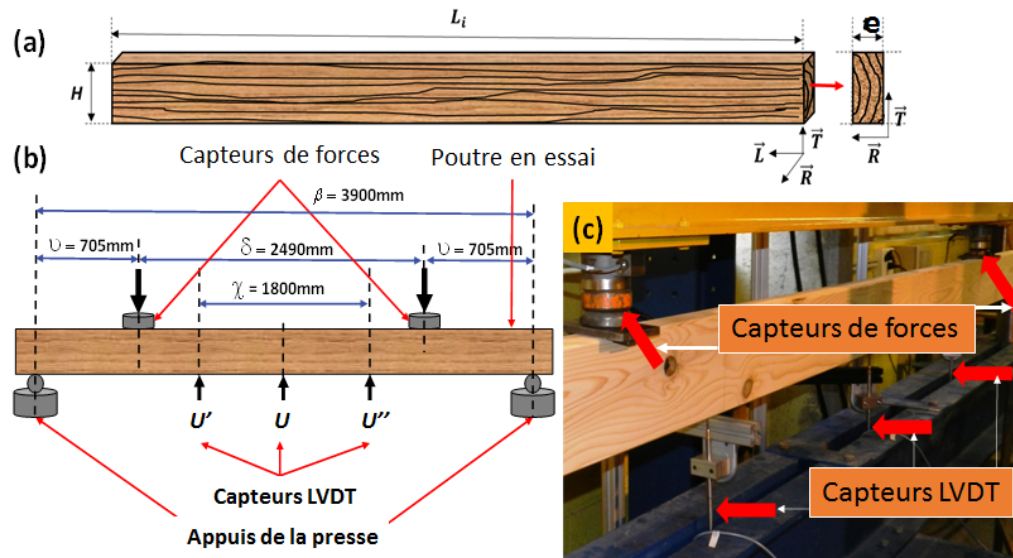 (a)
Lᵢ
e
H
T⃗
L⃗
R⃗
T⃗
R⃗
(b)
Capteurs de forces
Poutre en essai
β = 3900mm
υ = 705mm
δ = 2490mm
υ = 705mm
χ = 1800mm
U'
U
U''
Capteurs LVDT
Appuis de la presse
(c)
Capteurs de forces
Capteurs LVDT